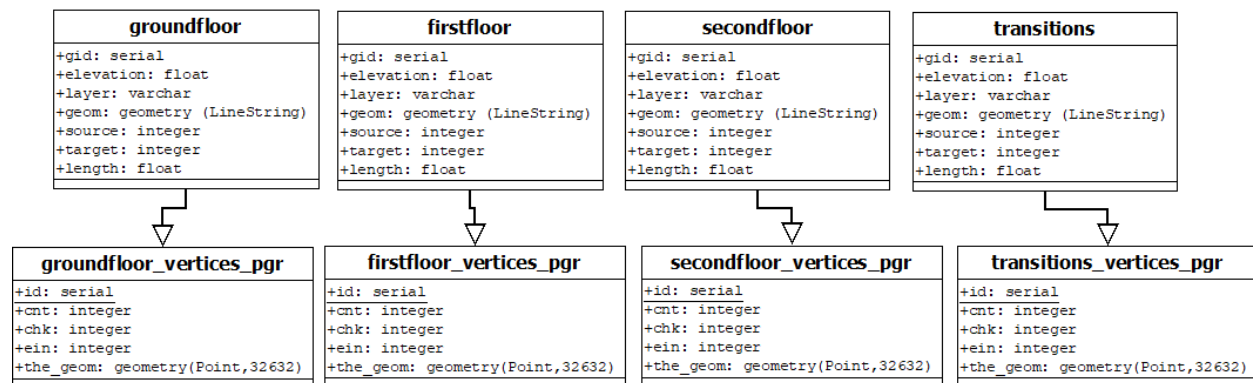 groundfloor
+gid: serial
+elevation: float
+layer: varchar
+geom: geometry (LineString)
+source: integer
+target: integer
+length: float
firstfloor
+gid: serial
+elevation: float
+layer: varchar
+geom: geometry (LineString)
+source: integer
+target: integer
+length: float
secondfloor
+gid: serial
+elevation: float
+layer: varchar
+geom: geometry (LineString)
+source: integer
+target: integer
+length: float
transitions
+gid: serial
+elevation: float
+layer: varchar
+geom: geometry (LineString)
+source: integer
+target: integer
+length: float
groundfloor_vertices_pgr
+id: serial
+cnt: integer
+chk: integer
+ein: integer
+the_geom: geometry(Point,32632)
firstfloor_vertices_pgr
+id: serial
+cnt: integer
+chk: integer
+ein: integer
+the_geom: geometry(Point,32632)
secondfloor_vertices_pgr
+id: serial
+cnt: integer
+chk: integer
+ein: integer
+the_geom: geometry(Point,32632)
transitions_vertices_pgr
+id: serial
+cnt: integer
+chk: integer
+ein: integer
+the_geom: geometry(Point,32632)